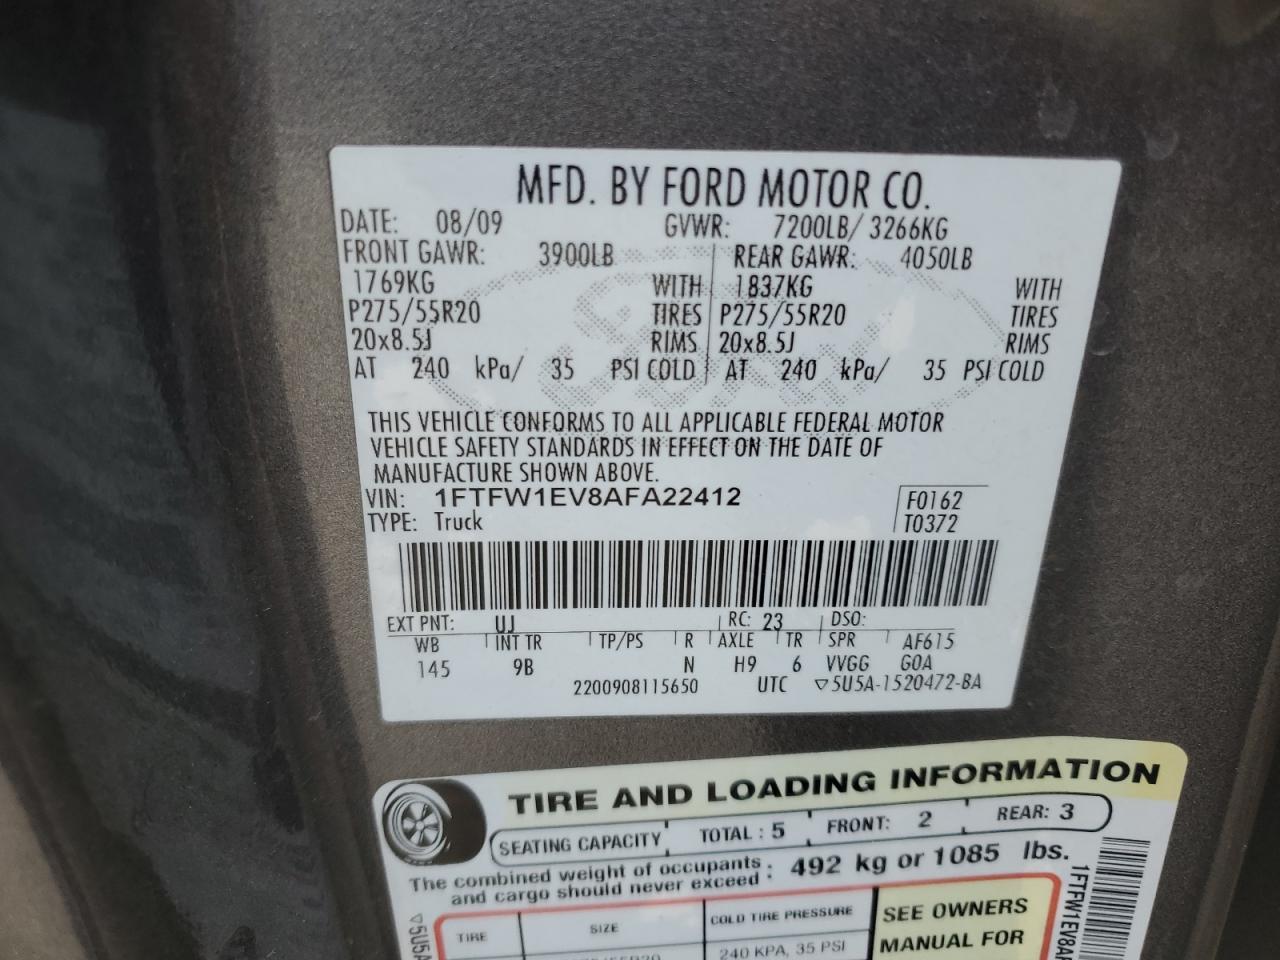 MFD. BY FORD MOTOR CO.
DATE: 08/09 GVWR: 7200LB/ 3266KG
FRONT GAWR: 3900LB REAR GAWR: 4050LB
1769KG WITH 1837KG WITH
P275/55R20 TIRES P275/55R20 TIRES
20x8.5J RIMS 20x8.5J RIMS
AT 240 kPa/ 35 PSI COLD AT 240 kPa/ 35 PSI COLD
THIS VEHICLE CONFORMS TO ALL APPLICABLE FEDERAL MOTOR
VEHICLE SAFETY STANDARDS IN EFFECT ON THE DATE OF
MANUFACTURE SHOWN ABOVE.
VIN: 1FTFW1EV8AFA22412 F0162
TYPE: Truck T0372
EXT PNT: UJ RC: 23 DSO:
WB INT TR TP/PS R AXLE TR SPR AF615
145 9B N H9 6 VVGG GOA
2200908115650 UTC ▽5U5A-1520472-BA
TIRE AND LOADING INFORMATION
SEATING CAPACITY TOTAL : 5 FRONT: 2 REAR: 3
The combined weight of occupants
and cargo should never exceed : 492 kg or 1085 lbs.
TIRE SIZE COLD TIRE PRESSURE SEE OWNERS
240 KPA, 35 PSI MANUAL FOR
▽5U5A
1FTFW1EV8AF